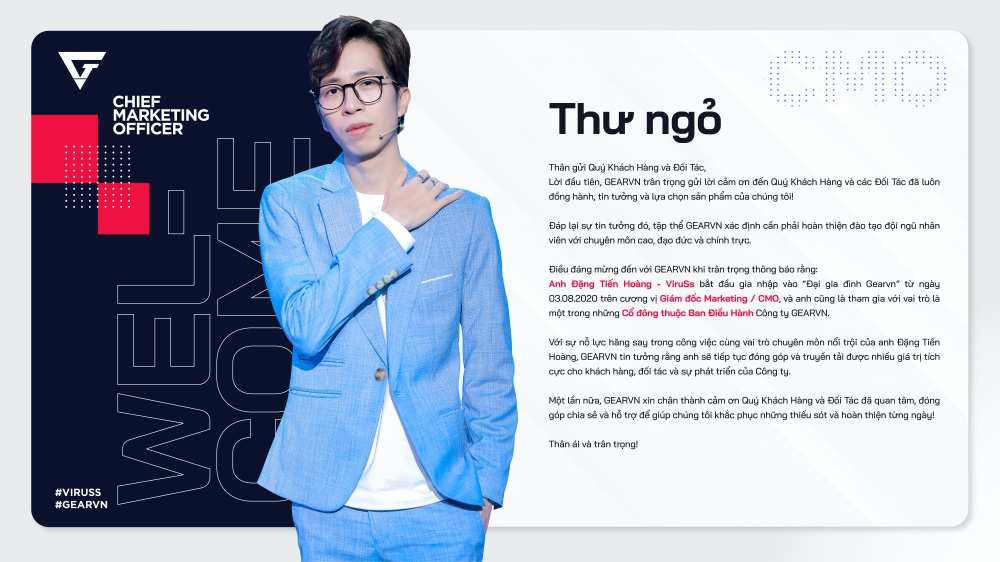 CHIEF
MARKETING
OFFICER
WEL-
COME
#VIRUSS
#GEARVN
CMO
Thư ngỏ
Thân gửi Quý Khách Hàng và Đối Tác,
Lời đầu tiên, GEARVN trân trọng gửi lời cảm ơn đến Quý Khách Hàng và các Đối Tác đã luôn
đồng hành, tin tưởng và lựa chọn sản phẩm của chúng tôi!
Đáp lại sự tin tưởng đó, tập thể GEARVN xác định cần phải hoàn thiện đào tạo đội ngũ nhân
viên với chuyên môn cao, đạo đức và chính trực.
Điều đáng mừng đến với GEARVN khi trân trọng thông báo rằng:
Anh Đặng Tiến Hoàng - ViruSs bắt đầu gia nhập vào “Đại gia đình Gearvn” từ ngày
03.08.2020 trên cương vị Giám đốc Marketing / CMO, và anh cũng là tham gia với vai trò là
một trong những Cổ đông thuộc Ban Điều Hành Công ty GEARVN.
Với sự nỗ lực hăng say trong công việc cùng vai trò chuyên môn nổi trội của anh Đặng Tiến
Hoàng, GEARVN tin tưởng rằng anh sẽ tiếp tục đóng góp và truyền tải được nhiều giá trị tích
cực cho khách hàng, đối tác và sự phát triển của Công ty.
Một lần nữa, GEARVN xin chân thành cảm ơn Quý Khách Hàng và Đối Tác đã quan tâm, đóng
góp chia sẻ và hỗ trợ để giúp chúng tôi khắc phục những thiếu sót và hoàn thiện từng ngày!
Thân ái và trân trọng!